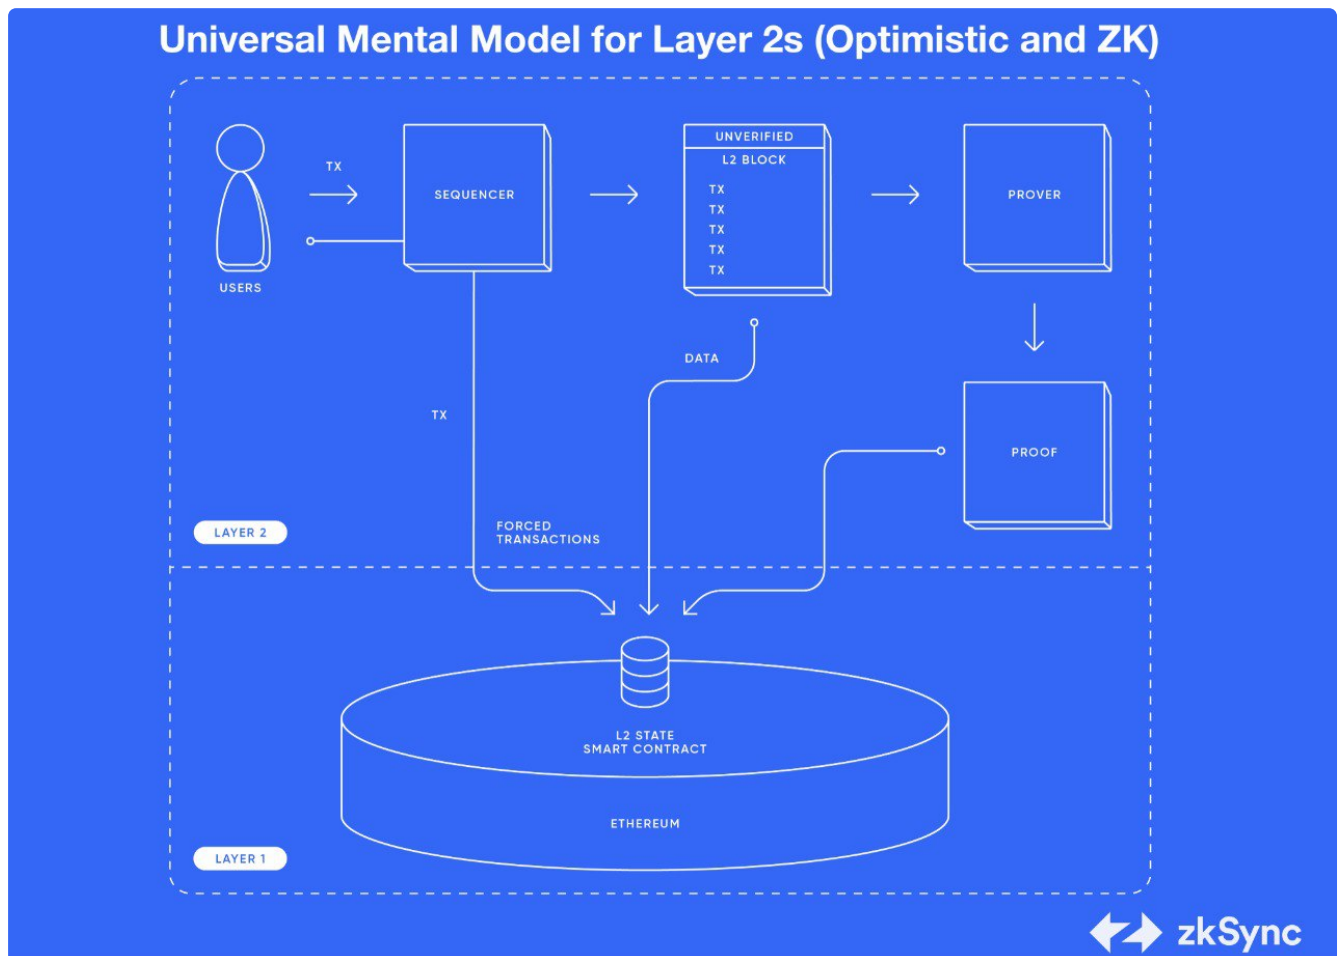 Universal Mental Model for Layer 2s (Optimistic and ZK)
TX
USERS
SEQUENCER
UNVERIFIED
L2 BLOCK
TX
TX
TX
TX
TX
PROVER
DATA
TX
PROOF
FORCED
TRANSACTIONS
LAYER 2
L2 STATE
SMART CONTRACT
ETHEREUM
LAYER 1
zkSync